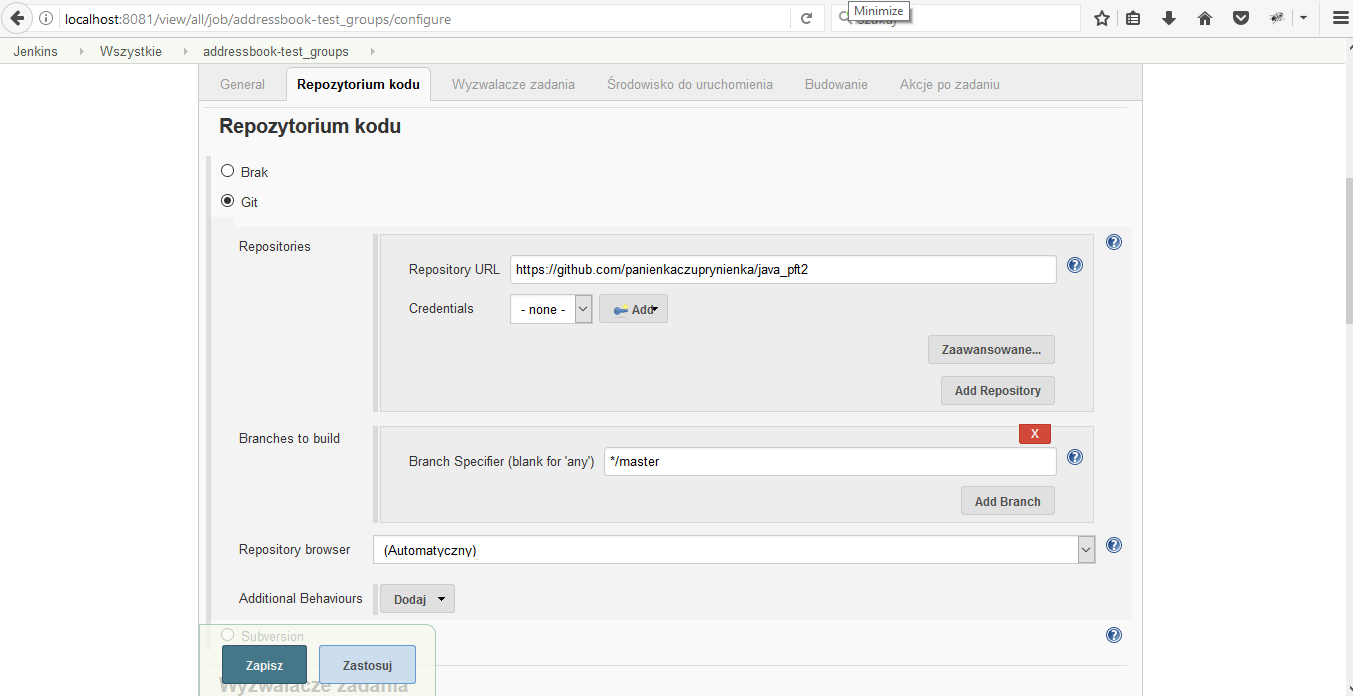 localhost:8081/view/all/job/addressbook-test_groups/configure
Minimize
Jenkins Wszystkie addressbook-test_groups
General Repozytorium kodu Wyzwalacze zadania Środowisko do uruchomienia Budowanie Akcje po zadaniu
Repozytorium kodu
Brak
Git
Repositories
Repository URL https://github.com/panienkaczuprynienka/java_pft2
Credentials - none - Add
Zaawansowane...
Add Repository
Branches to build
X
Branch Specifier (blank for 'any') */master
Add Branch
Repository browser (Automatyczny)
Additional Behaviours Dodaj
Subversion
Zapisz Zastosuj
Wyzwalacze zadania